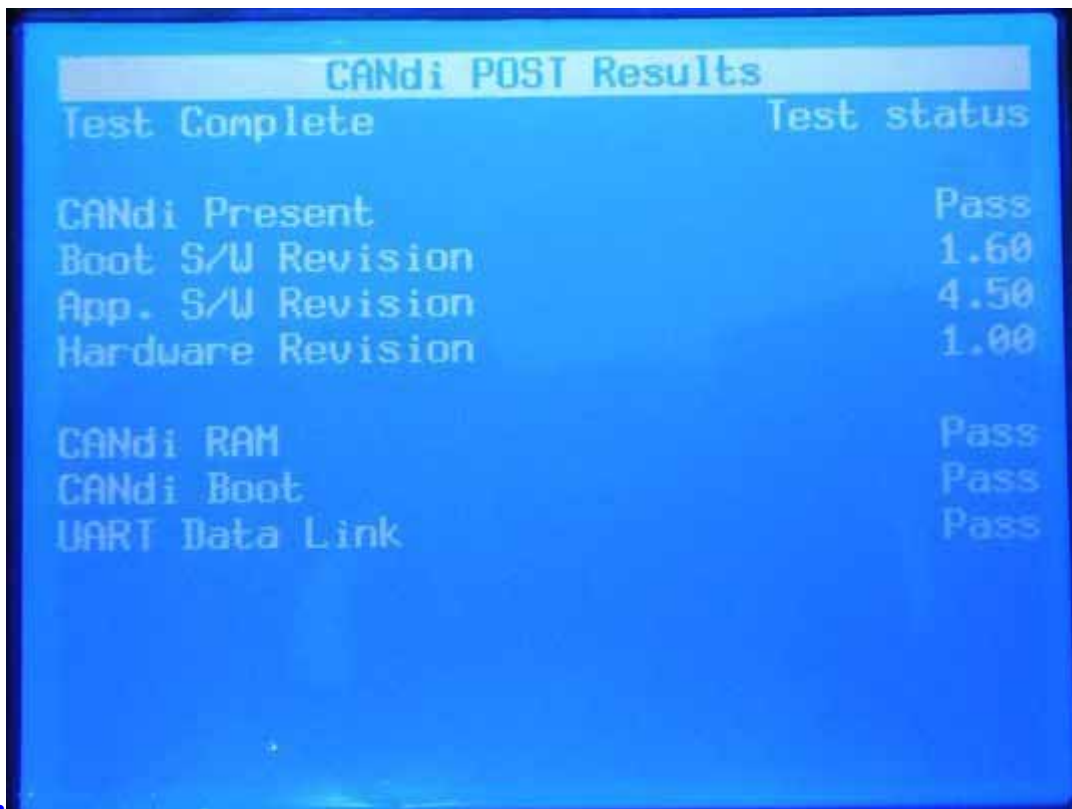 CANdi POST Results
Test Complete Test status
CANdi Present Pass
Boot S/W Revision 1.60
App. S/W Revision 4.50
Hardware Revision 1.00
CANdi RAM Pass
CANdi Boot Pass
UART Data Link Pass